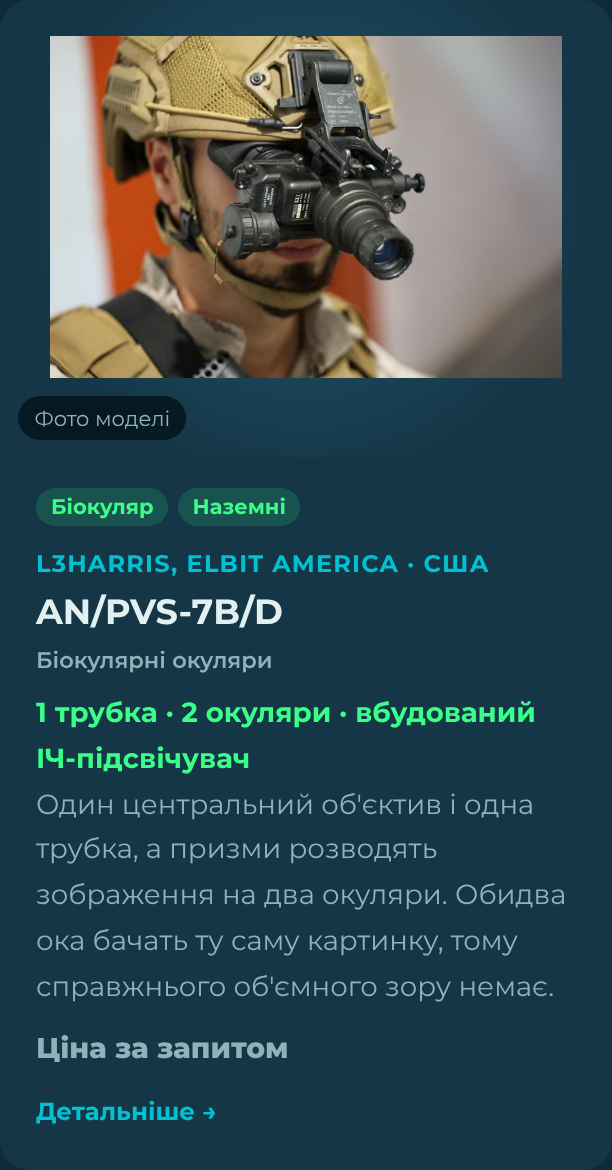 Фото моделі
Біокуляр Наземні
L3HARRIS, ELBIT AMERICA · США
AN/PVS-7B/D
Біокулярні окуляри
1 трубка · 2 окуляри · вбудований
ІЧ-підсвічувач
Один центральний об'єктив і одна
трубка, а призми розводять
зображення на два окуляри. Обидва
ока бачать ту саму картинку, тому
справжнього об'ємного зору немає.
Ціна за запитом
Детальніше →